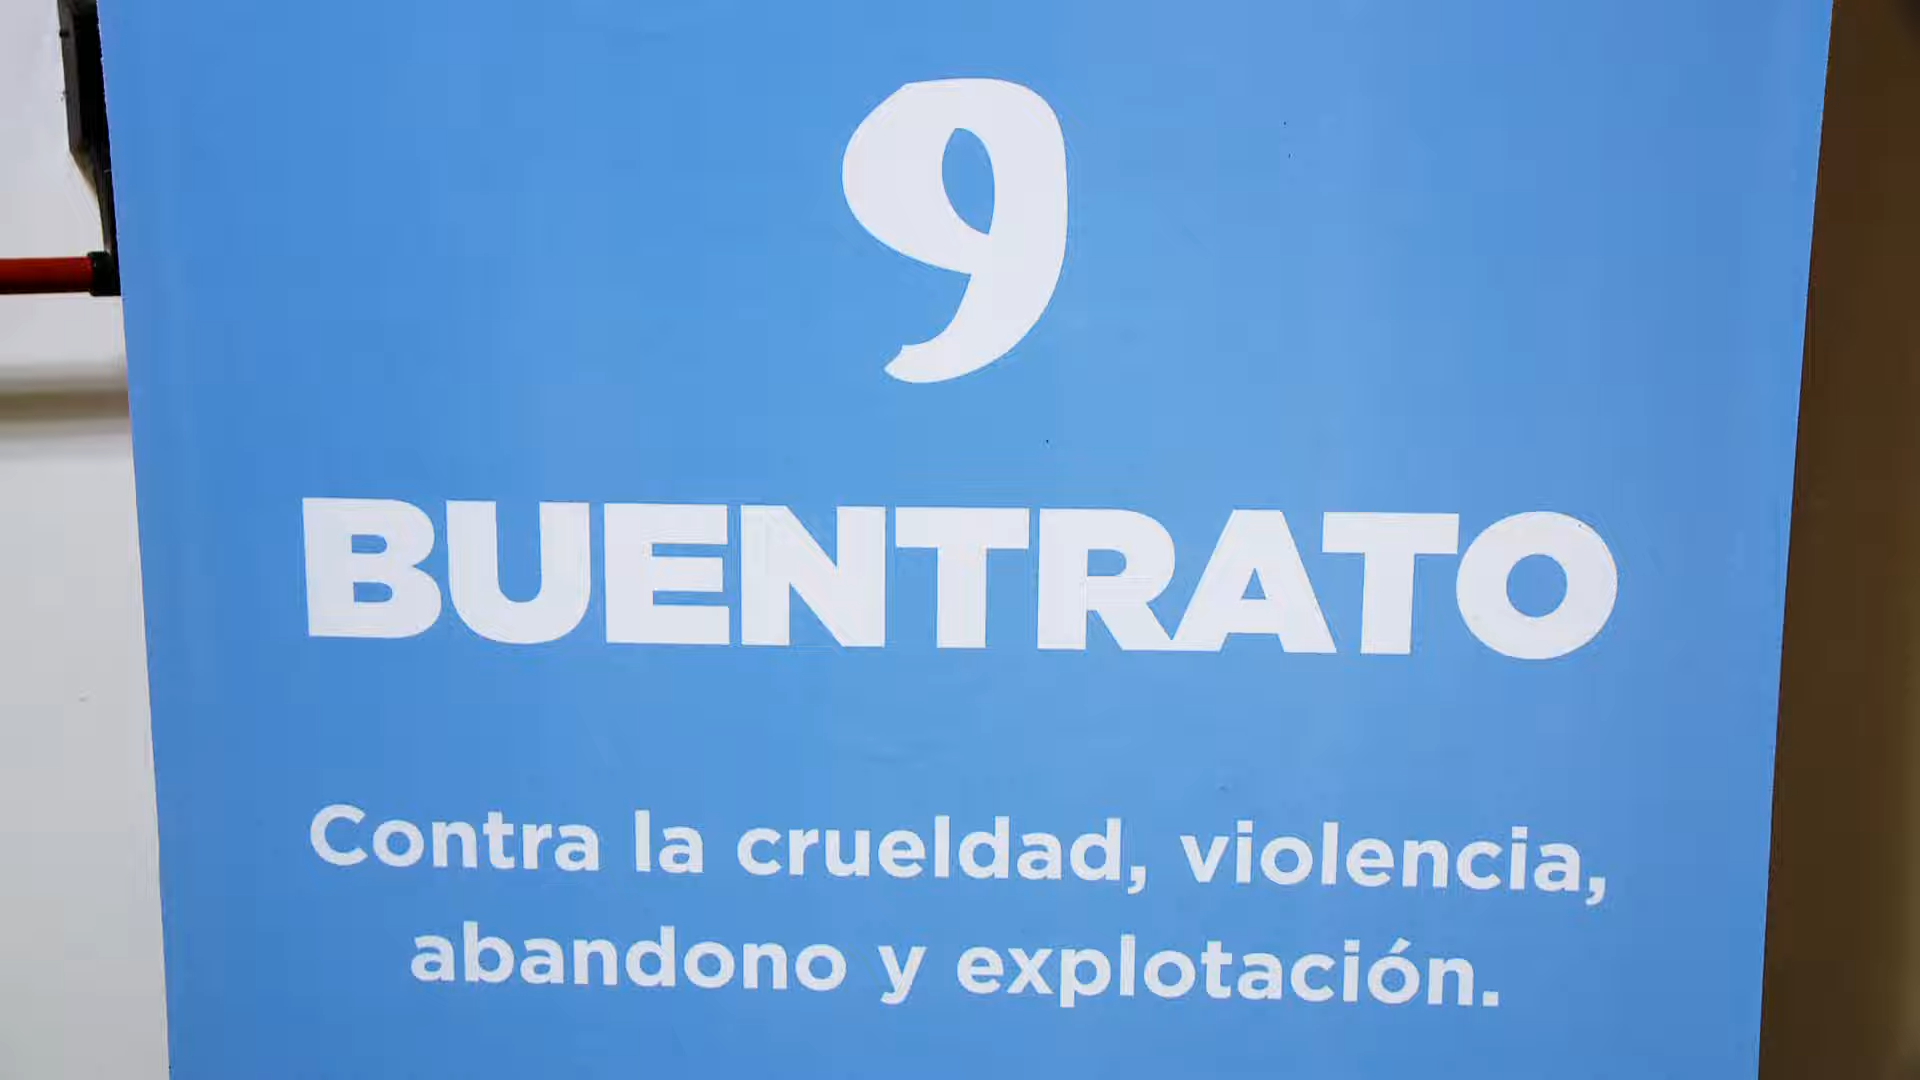 9
BUENTRATO
Contra la crueldad, violencia,
abandono y explotación.